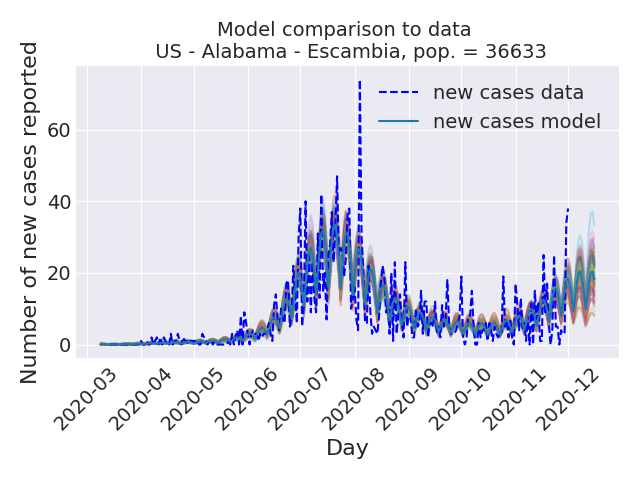 Model comparison to data
US - Alabama - Escambia, pop. = 36633
Number of new cases reported
60
40
20
0
new cases data
new cases model
2020-03
2020-04
2020-05
2020-06
2020-07
2020-08
2020-09
2020-10
2020-11
2020-12
Day